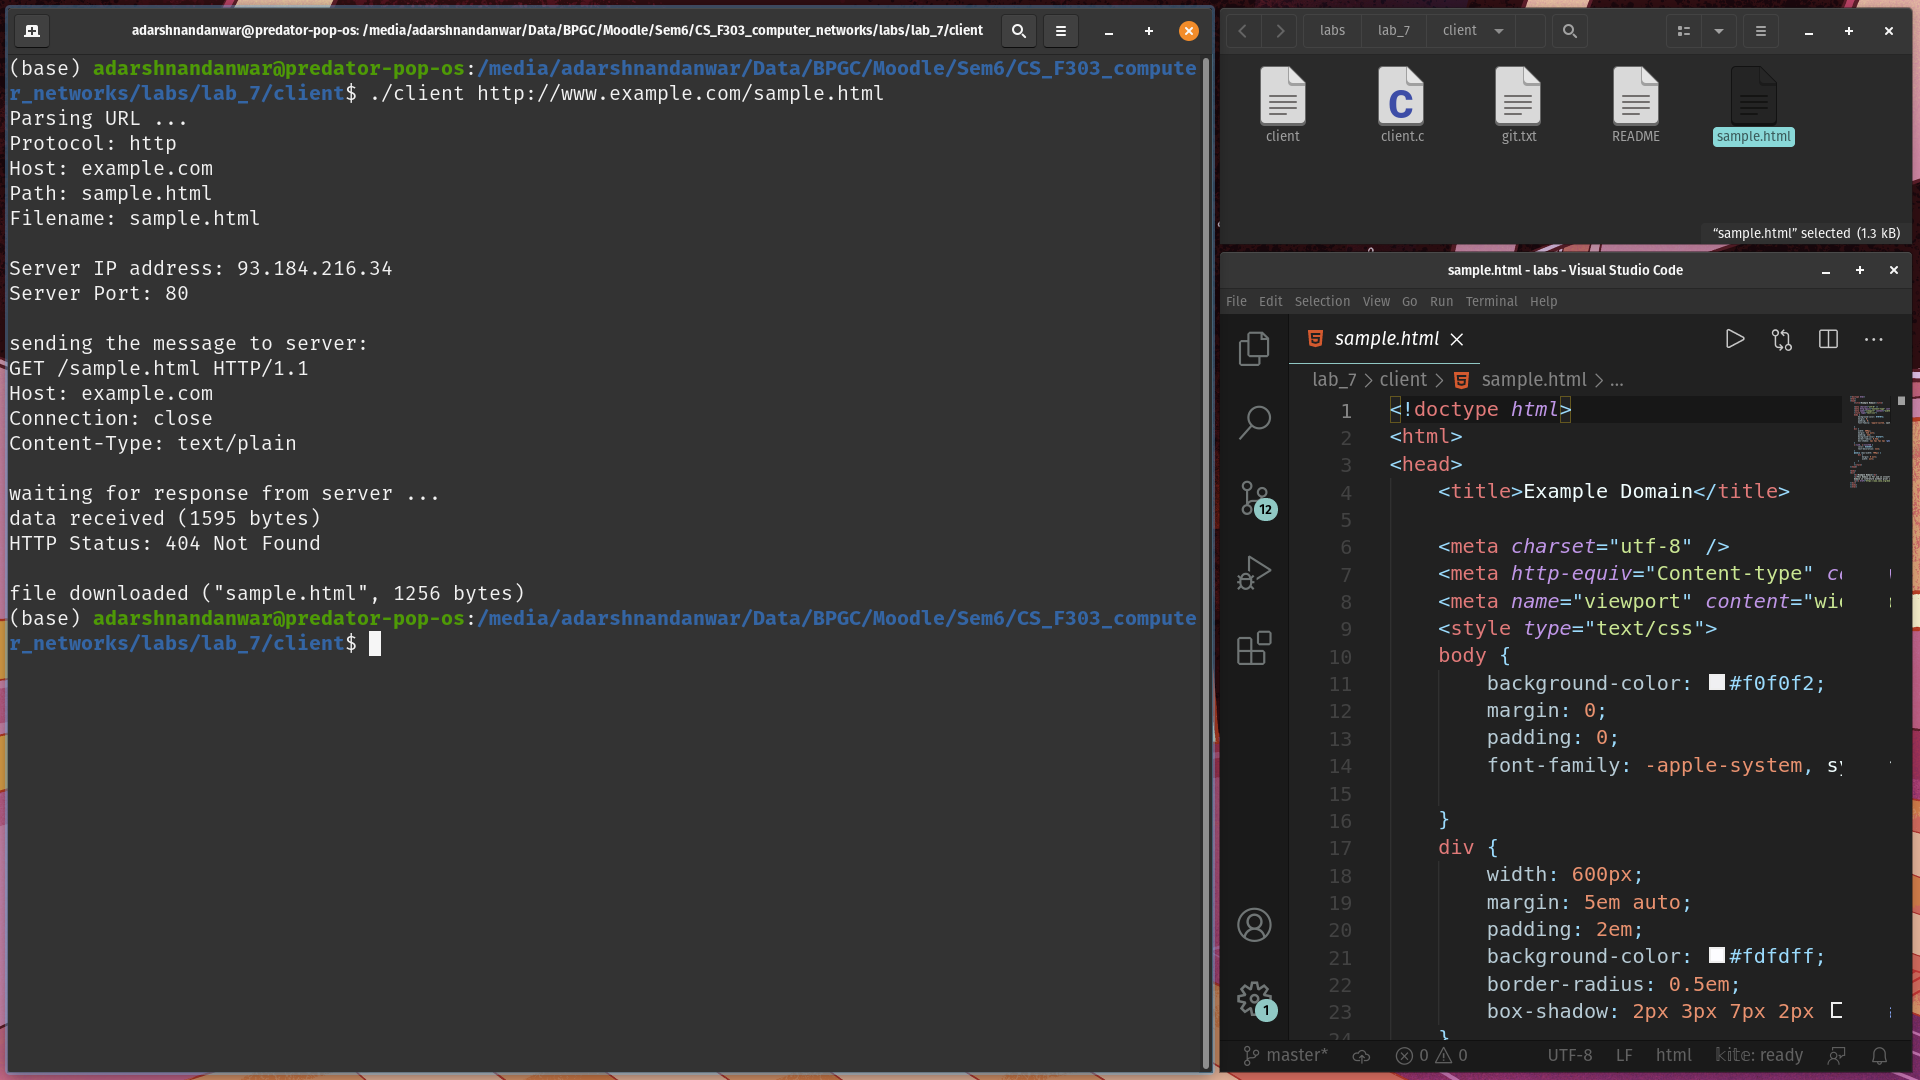 adarshnandanwar@predator-pop-os: /media/adarshnandanwar/Data/BPGC/Moodle/Sem6/CS_F303_computer_networks/labs/lab_7/client
(base) adarshnandanwar@predator-pop-os:/media/adarshnandanwar/Data/BPGC/Moodle/Sem6/CS_F303_compute
r_networks/labs/lab_7/client$ ./client http://www.example.com/sample.html
Parsing URL ...
Protocol: http
Host: example.com
Path: sample.html
Filename: sample.html
Server IP address: 93.184.216.34
Server Port: 80
sending the message to server:
GET /sample.html HTTP/1.1
Host: example.com
Connection: close
Content-Type: text/plain
waiting for response from server ...
data received (1595 bytes)
HTTP Status: 404 Not Found
file downloaded ("sample.html", 1256 bytes)
(base) adarshnandanwar@predator-pop-os:/media/adarshnandanwar/Data/BPGC/Moodle/Sem6/CS_F303_compute
r_networks/labs/lab_7/client$
labs lab_7 client
client client.c git.txt README sample.html
“sample.html” selected (1.3 kB)
sample.html - labs - Visual Studio Code
File Edit Selection View Go Run Terminal Help
sample.html
lab_7 > client > sample.html > ...
1 <!doctype html>
2 <html>
3 <head>
4 <title>Example Domain</title>
5
6 <meta charset="utf-8" />
7 <meta http-equiv="Content-type" c
8 <meta name="viewport" content="wi
9 <style type="text/css">
10 body {
11 background-color: #f0f0f2;
12 margin: 0;
13 padding: 0;
14 font-family: -apple-system, s
15
16 }
17 div {
18 width: 600px;
19 margin: 5em auto;
20 padding: 2em;
21 background-color: #fdfdff;
22 border-radius: 0.5em;
23 box-shadow: 2px 3px 7px 2px
24 }
12
1
master* 0 0 UTF-8 LF html kite: ready